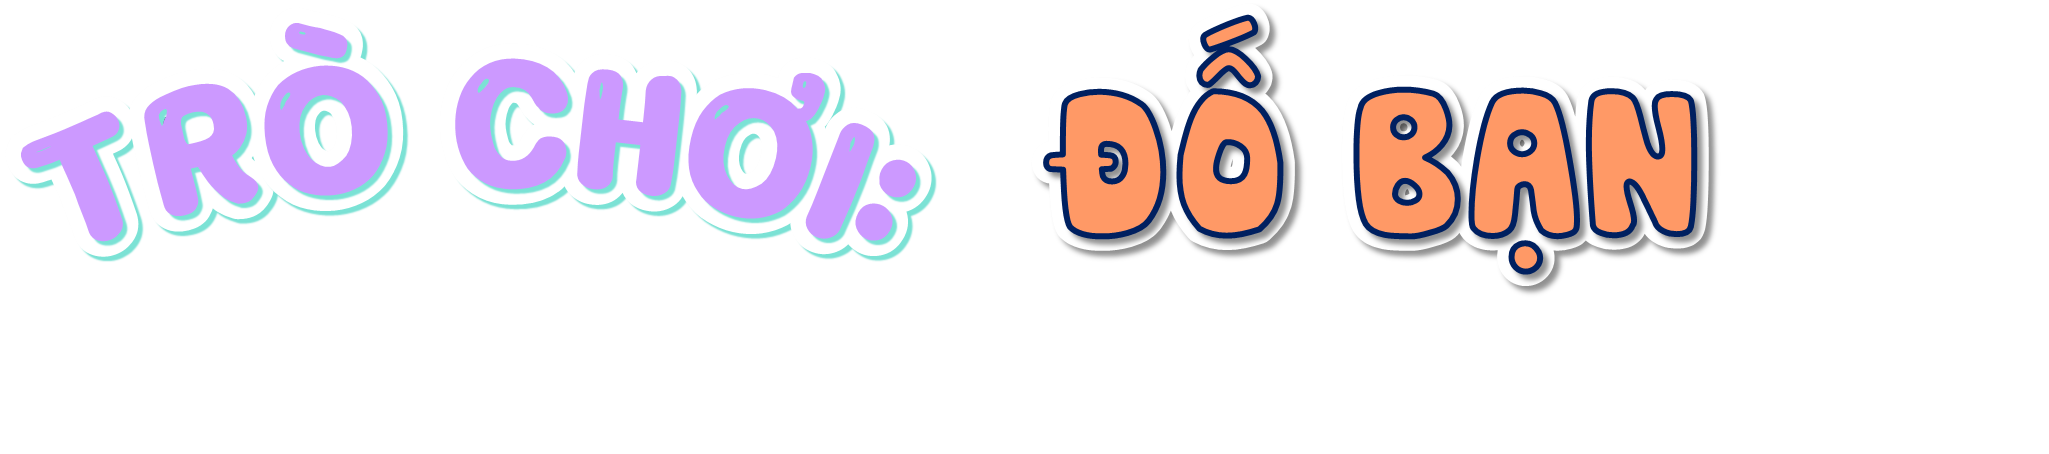 TRÒ CHƠI: ĐỐ BẠN